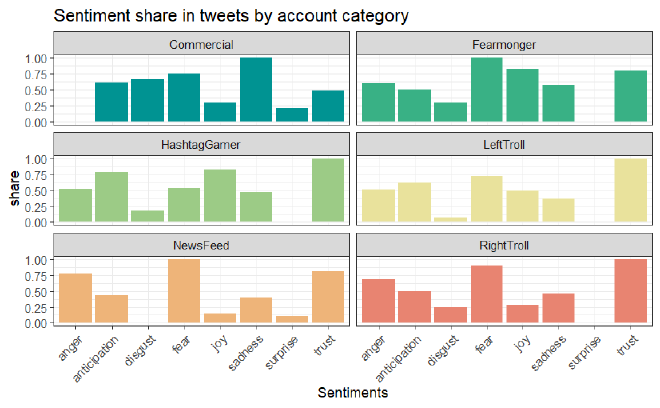 Sentiment share in tweets by account category
Commercial
Fearmonger
1.00
0.75
0.50
0.25
0.00
HashtagGamer
LeftTroll
1.00
0.75
0.50
0.25
0.00
share
NewsFeed
RightTroll
1.00
0.75
0.50
0.25
0.00
anger anticipation disgust fear joy sadness surprise trust
anger anticipation disgust fear joy sadness surprise trust
Sentiments